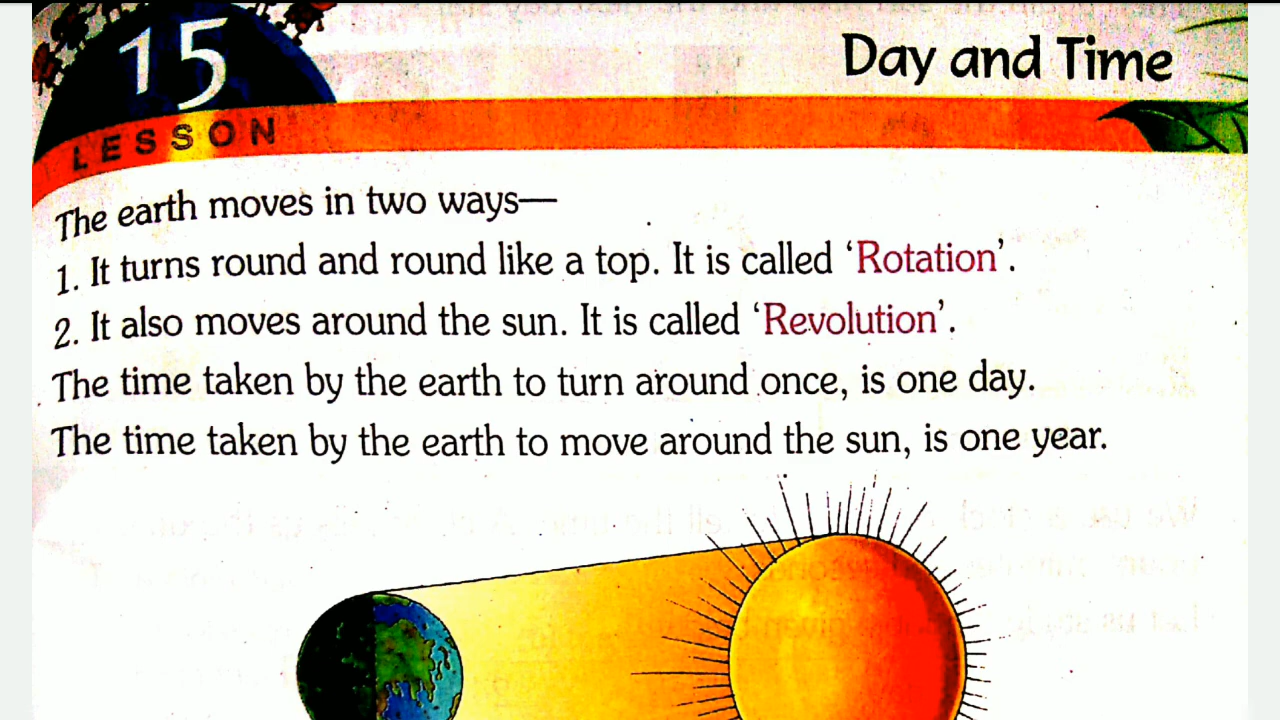 15
LESSON
Day and Time
The earth moves in two ways—
1. It turns round and round like a top. It is called ‘Rotation’.
2. It also moves around the sun. It is called ‘Revolution’.
The time taken by the earth to turn around once, is one day.
The time taken by the earth to move around the sun, is one year.